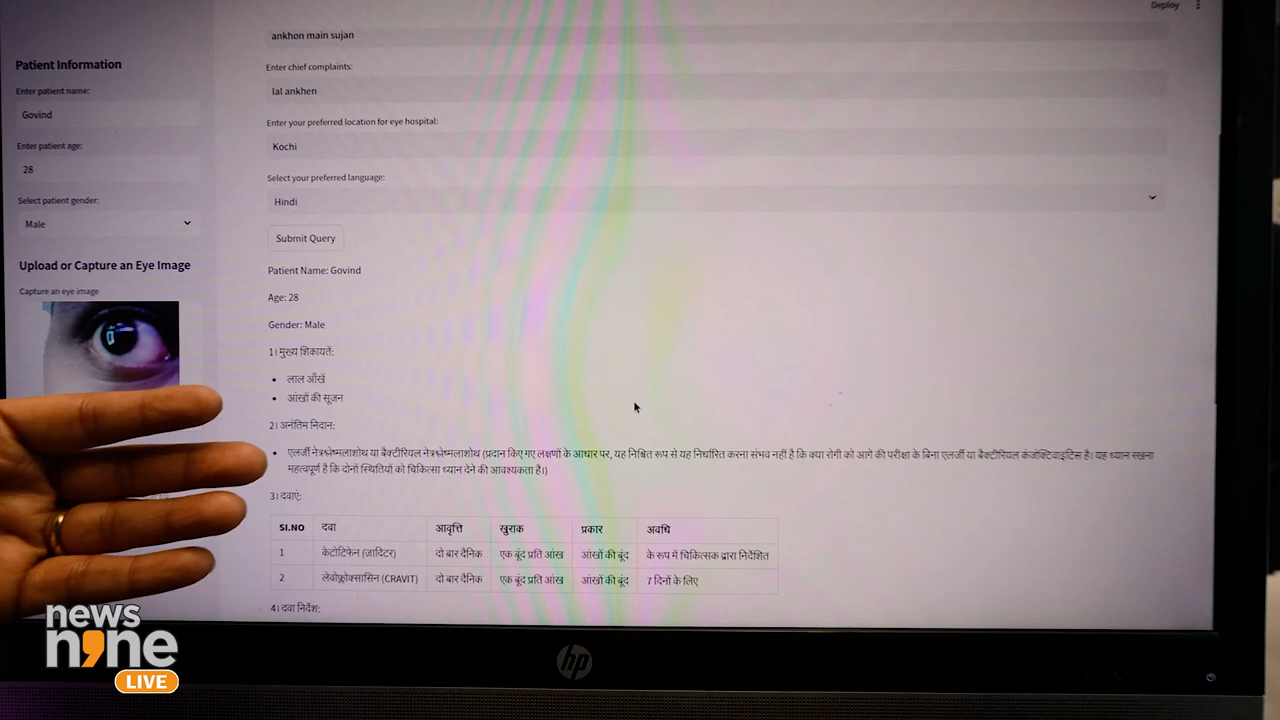 Deploy
ankhon main sujan
Patient Information
Enter chief complaints:
Enter patient name:
lal ankhen
Govind
Enter your preferred location for eye hospital:
Enter patient age:
Kochi
28
Select your preferred language:
Select patient gender:
Hindi
Male
Submit Query
Upload or Capture an Eye Image
Patient Name: Govind
Capture an eye image
Age: 28
Gender: Male
1। मुख्य शिकायतें:
लाल आँखें
आंखों की सूजन
2। अनंतिम निदान:
एलर्जी नेत्रश्लेष्मलाशोथ या बैक्टीरियल नेत्रश्लेष्मलाशोथ (प्रदान किए गए लक्षणों के आधार पर, यह निश्चित रूप से यह निर्धारित करना संभव नहीं है कि क्या रोगी को आगे की परीक्षा के बिना एलर्जी या बैक्टीरियल कंजंक्टिवाइटिस है। यह ध्यान रखना
महत्वपूर्ण है कि दोनों स्थितियों को चिकित्सा ध्यान देने की आवश्यकता है।)
3। दवाएं:
SI.NO दवा आवृत्ति खुराक प्रकार अवधि
1 केटोटिफेन (ज़ादिटर) दो बार दैनिक एक बूंद प्रति आंख आंखों की बूंद के रूप में चिकित्सक द्वारा निर्देशित
2 लेवोफ़्लोक्सासिन (CRAVIT) दो बार दैनिक एक बूंद प्रति आंख आंखों की बूंद 7 दिनों के लिए
4। दवा निर्देश:
hp
news
nine
LIVE